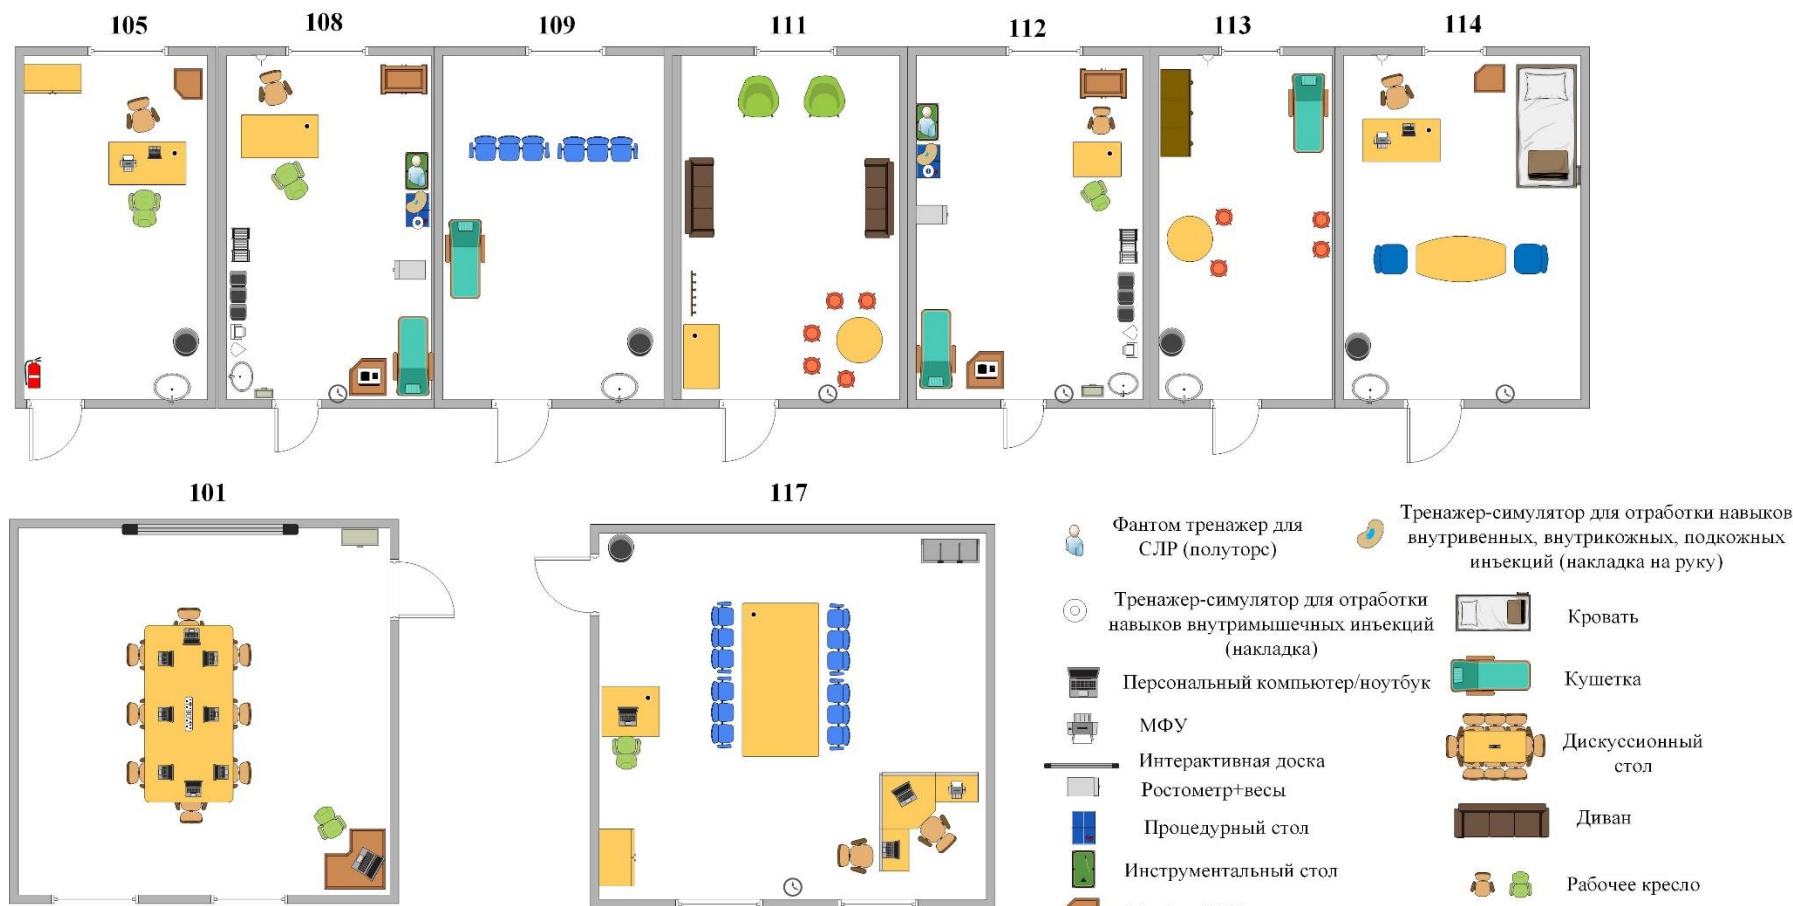 105
108
109
111
112
113
114
101
117
Фантом тренажер для
СЛР (полуторс)
Тренажер-симулятор для отработки
навыков внутримышечных инъекций
(накладка)
Персональный компьютер/ноутбук
МФУ
Интерактивная доска
Ростометр+весы
Процедурный стол
Инструментальный стол
Тренажер-симулятор для отработки навыков
внутривенных, внутрикожных, подкожных
инъекций (накладка на руку)
Кровать
Кушетка
Дискуссионный
стол
Диван
Рабочее кресло